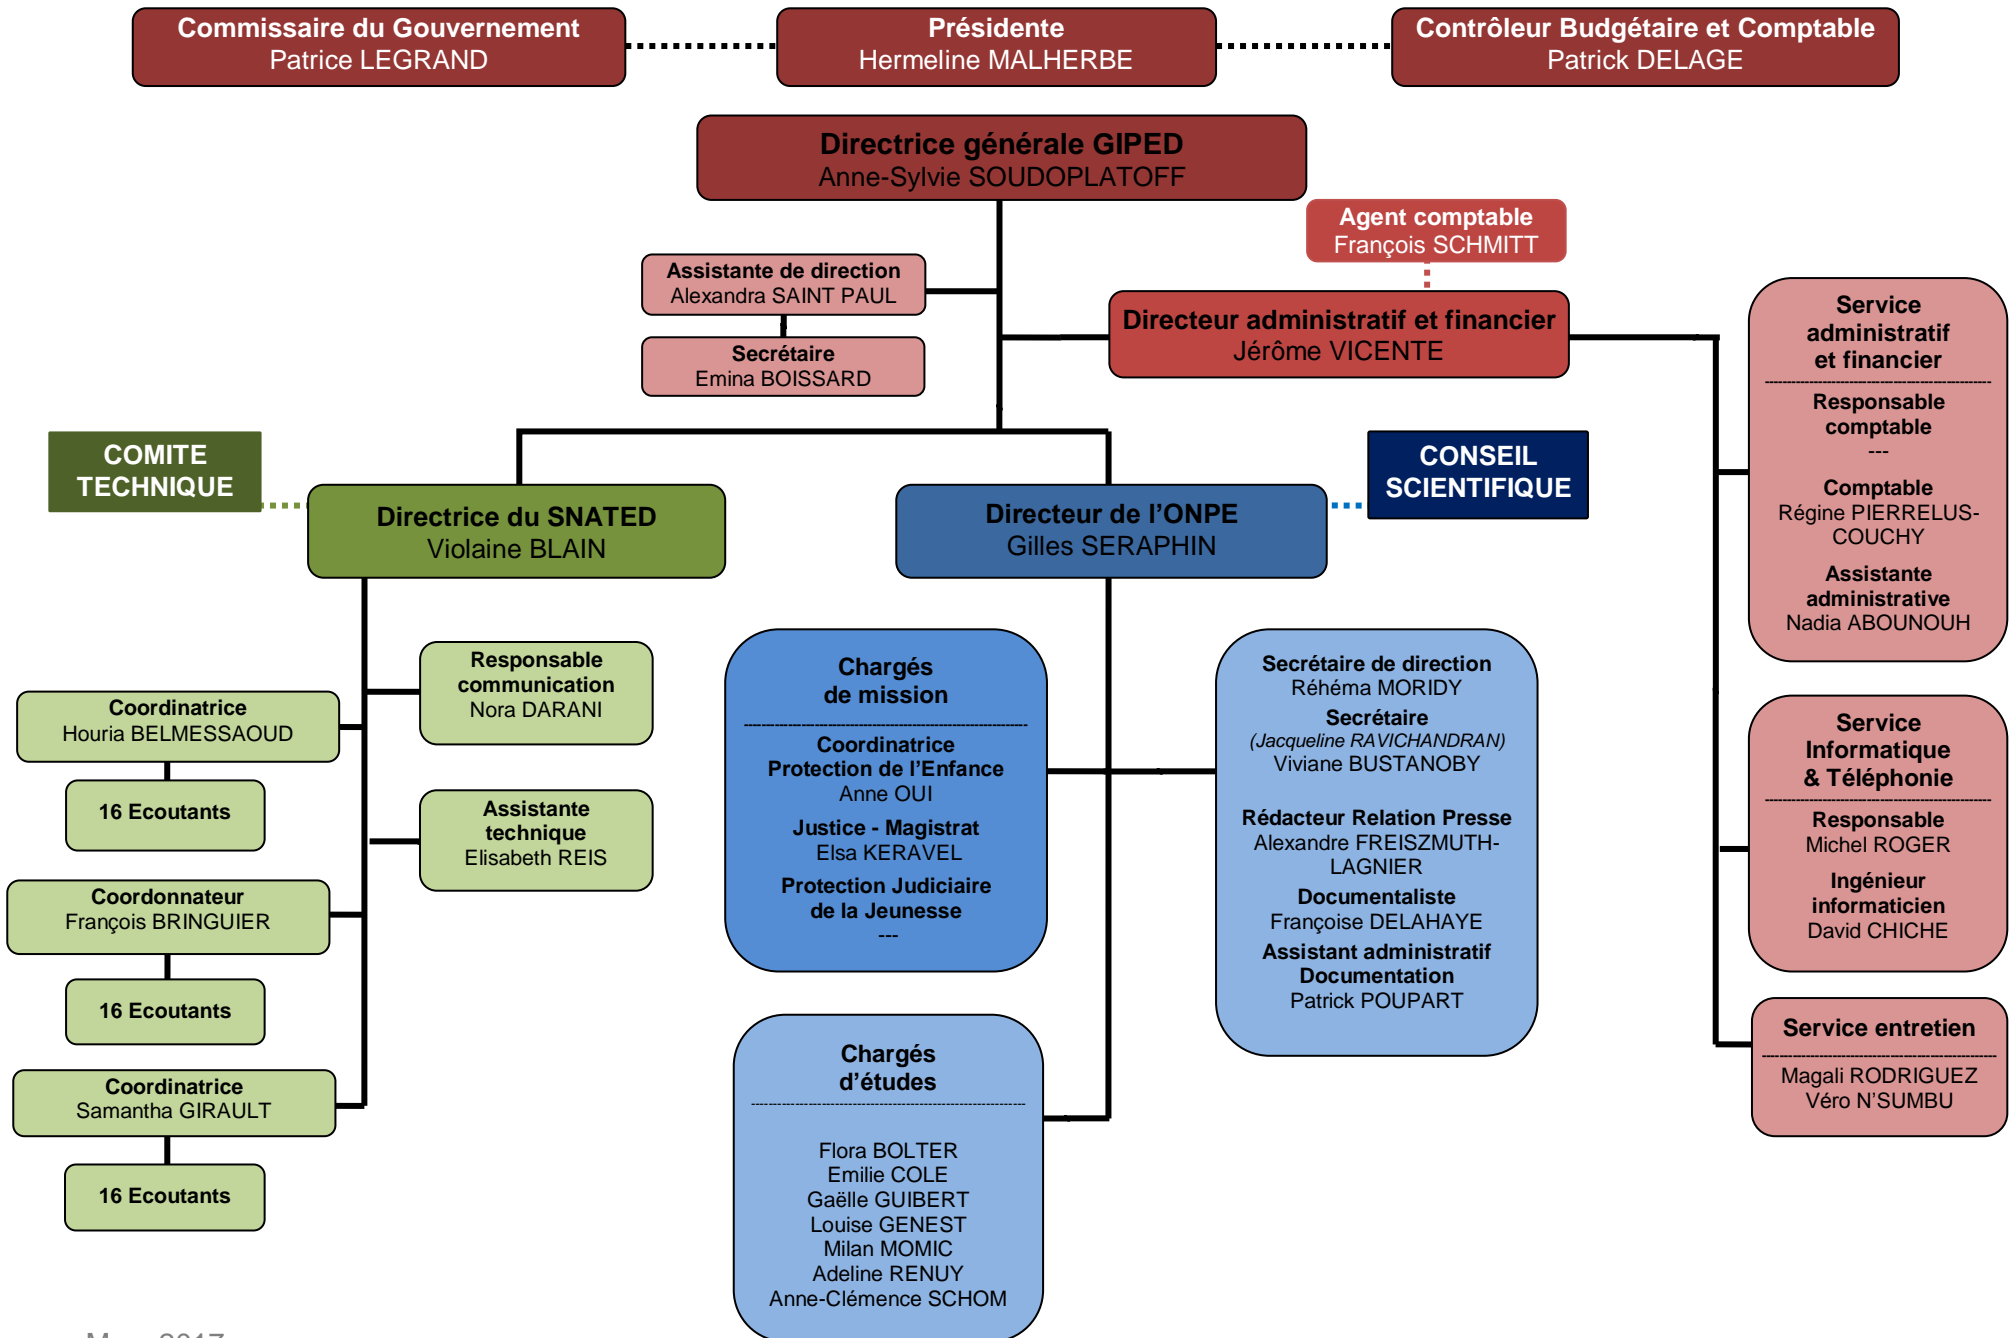 Commissaire du Gouvernement
Patrice LEGRAND
Présidente
Hermeline MALHERBE
Contrôleur Budgétaire et Comptable
Patrick DELAGE
Directrice générale GIPED
Anne-Sylvie SOUDOPLATOFF
Agent comptable
François SCHMITT
Assistante de direction
Alexandra SAINT PAUL
Secrétaire
Emina BOISSARD
Directeur administratif et financier
Jérôme VICENTE
Service
administratif
et financier
Responsable
comptable
---
Comptable
Régine PIERRELUS-
COUCHY
Assistante
administrative
Nadia ABOUNOUH
COMITE
TECHNIQUE
Directrice du SNATED
Violaine BLAIN
Directeur de l’ONPE
Gilles SERAPHIN
CONSEIL
SCIENTIFIQUE
Responsable
communication
Nora DARANI
Coordinatrice
Houria BELMESSAOUD
16 Ecoutants
Assistante
technique
Elisabeth REIS
Coordonnateur
François BRINGUIER
16 Ecoutants
Coordinatrice
Samantha GIRAULT
16 Ecoutants
Chargés
de mission
Coordinatrice
Protection de l’Enfance
Anne OUI
Justice - Magistrat
Elsa KERAVEL
Protection Judiciaire
de la Jeunesse
---
Chargés
d’études
Flora BOLTER
Emilie COLE
Gaëlle GUIBERT
Louise GENEST
Milan MOMIC
Adeline RENUY
Anne-Clémence SCHOM
Secrétaire de direction
Réhéma MORIDY
Secrétaire
(Jacqueline RAVICHANDRAN)
Viviane BUSTANOBY
Rédacteur Relation Presse
Alexandre FREISZMUTH-
LAGNIER
Documentaliste
Françoise DELAHAYE
Assistant administratif
Documentation
Patrick POUPART
Service
Informatique
& Téléphonie
Responsable
Michel ROGER
Ingénieur
informaticien
David CHICHE
Service entretien
Magali RODRIGUEZ
Véro N’SUMBU
2017